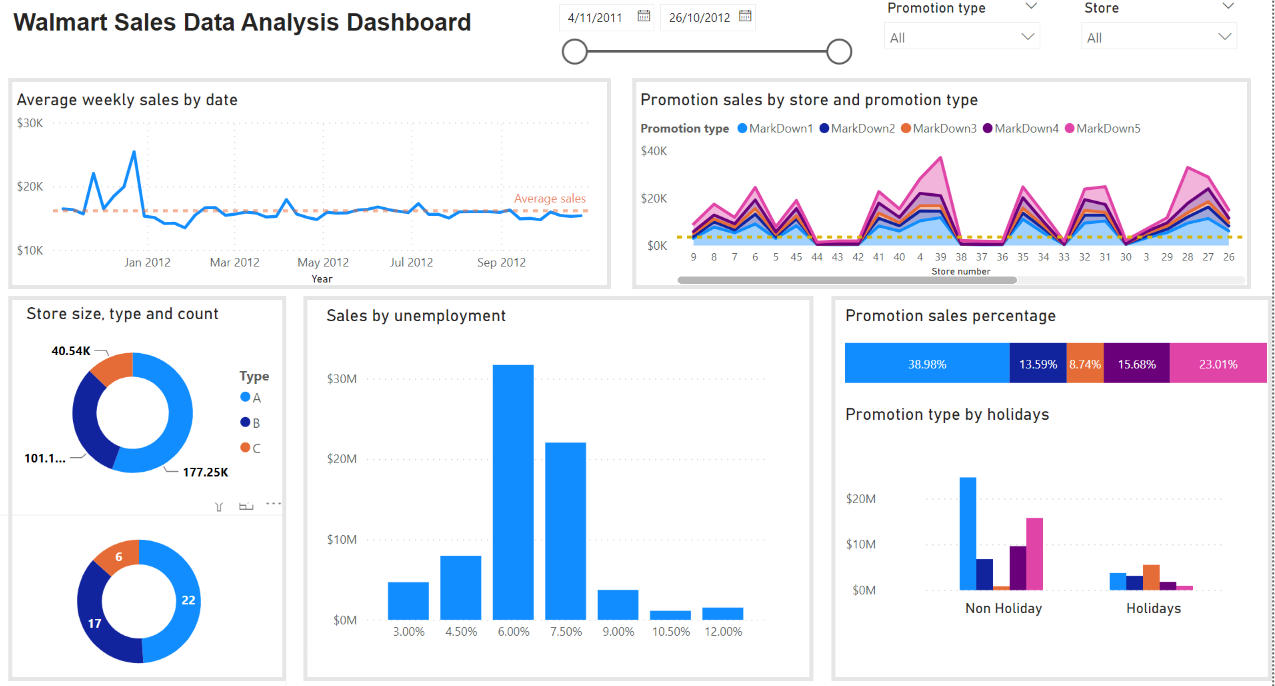 Walmart Sales Data Analysis Dashboard
4/11/2011
26/10/2012
Promotion type
All
Store
All
Average weekly sales by date
$30K
$20K
$10K
Average sales
Jan 2012 Mar 2012 May 2012 Jul 2012 Sep 2012
Year
Promotion sales by store and promotion type
Promotion type MarkDown1 MarkDown2 MarkDown3 MarkDown4 MarkDown5
$40K
$20K
$0K
9 8 7 6 5 45 44 43 42 41 40 4 39 38 37 36 35 34 33 32 31 30 3 29 28 27 26
Store number
Store size, type and count
40.54K
101.1...
177.25K
Type
A
B
C
6
22
17
Sales by unemployment
$30M
$20M
$10M
$0M
3.00% 4.50% 6.00% 7.50% 9.00% 10.50% 12.00%
Promotion sales percentage
38.98% 13.59% 8.74% 15.68% 23.01%
Promotion type by holidays
$20M
$10M
$0M
Non Holiday Holidays